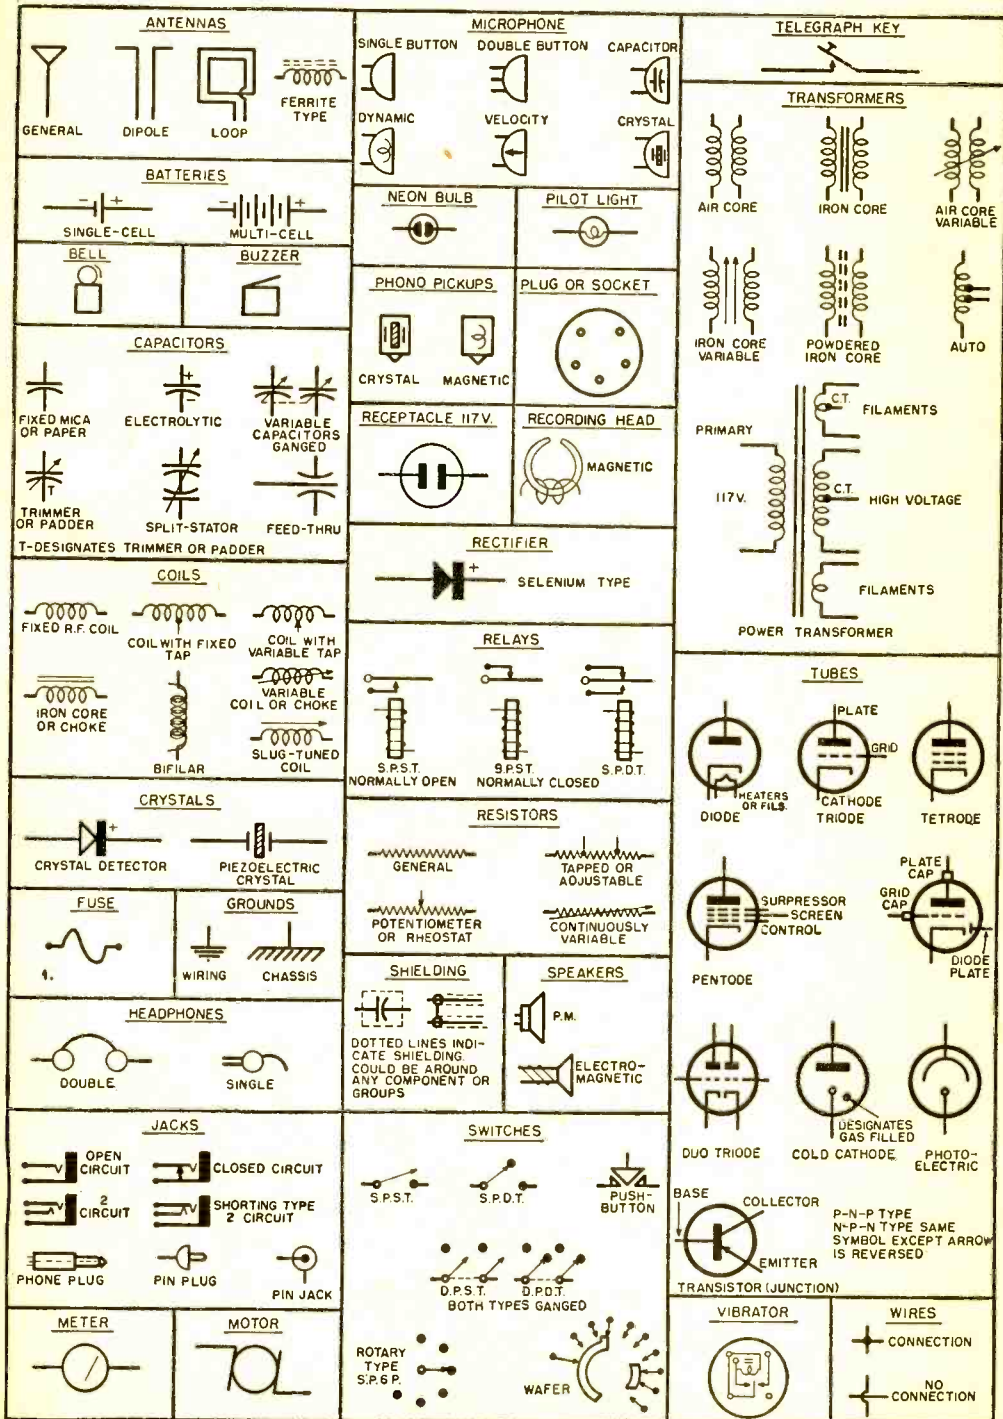 ANTENNAS
GENERAL
DIPOLE
LOOP
FERRITE
TYPE
BATTERIES
- +
SINGLE-CELL
- +
MULTI-CELL
BELL
BUZZER
CAPACITORS
FIXED MICA
OR PAPER
+
-
ELECTROLYTIC
VARIABLE
CAPACITORS
GANGED
T
TRIMMER
OR PADDER
SPLIT-STATOR
FEED-THRU
T-DESIGNATES TRIMMER OR PADDER
COILS
FIXED R.F. COIL
COIL WITH FIXED
TAP
COIL WITH
VARIABLE TAP
IRON CORE
OR CHOKE
BIFILAR
VARIABLE
COIL OR CHOKE
SLUG-TUNED
COIL
CRYSTALS
+
CRYSTAL DETECTOR
PIEZOELECTRIC
CRYSTAL
FUSE
1.
GROUNDS
WIRING
CHASSIS
HEADPHONES
DOUBLE
SINGLE
JACKS
OPEN
CIRCUIT
CLOSED CIRCUIT
2
CIRCUIT
SHORTING TYPE
2 CIRCUIT
PHONE PLUG
PIN PLUG
PIN JACK
METER
MOTOR
MICROPHONE
SINGLE BUTTON
DOUBLE BUTTON
CAPACITOR
DYNAMIC
VELOCITY
CRYSTAL
NEON BULB
PILOT LIGHT
PHONO PICKUPS
CRYSTAL
MAGNETIC
PLUG OR SOCKET
RECEPTACLE 117V.
RECORDING HEAD
MAGNETIC
RECTIFIER
+
SELENIUM TYPE
RELAYS
S.P.S.T.
NORMALLY OPEN
S.P.S.T.
NORMALLY CLOSED
S.P.D.T.
RESISTORS
GENERAL
TAPPED OR
ADJUSTABLE
POTENTIOMETER
OR RHEOSTAT
CONTINUOUSLY
VARIABLE
SHIELDING
DOTTED LINES INDI-
CATE SHIELDING.
COULD BE AROUND
ANY COMPONENT OR
GROUPS
SPEAKERS
P.M.
ELECTRO-
MAGNETIC
SWITCHES
S.P.S.T.
S.P.D.T.
PUSH-
BUTTON
D.P.S.T.
D.P.D.T.
BOTH TYPES GANGED
ROTARY
TYPE
S.P.6 P.
WAFER
TELEGRAPH KEY
TRANSFORMERS
AIR CORE
IRON CORE
AIR CORE
VARIABLE
IRON CORE
VARIABLE
POWDERED
IRON CORE
AUTO
PRIMARY
117V.
C.T.
FILAMENTS
C.T.
HIGH VOLTAGE
FILAMENTS
POWER TRANSFORMER
TUBES
HEATERS
OR FILS.
DIODE
PLATE
GRID
CATHODE
TRIODE
TETRODE
SURPRESSOR
SCREEN
CONTROL
PENTODE
PLATE
CAP
GRID
CAP
DIODE
PLATE
DUO TRIODE
DESIGNATES
GAS FILLED
COLD CATHODE
PHOTO-
ELECTRIC
BASE
COLLECTOR
EMITTER
TRANSISTOR (JUNCTION)
P-N-P TYPE
N-P-N TYPE SAME
SYMBOL EXCEPT ARROW
IS REVERSED
VIBRATOR
WIRES
CONNECTION
NO
CONNECTION